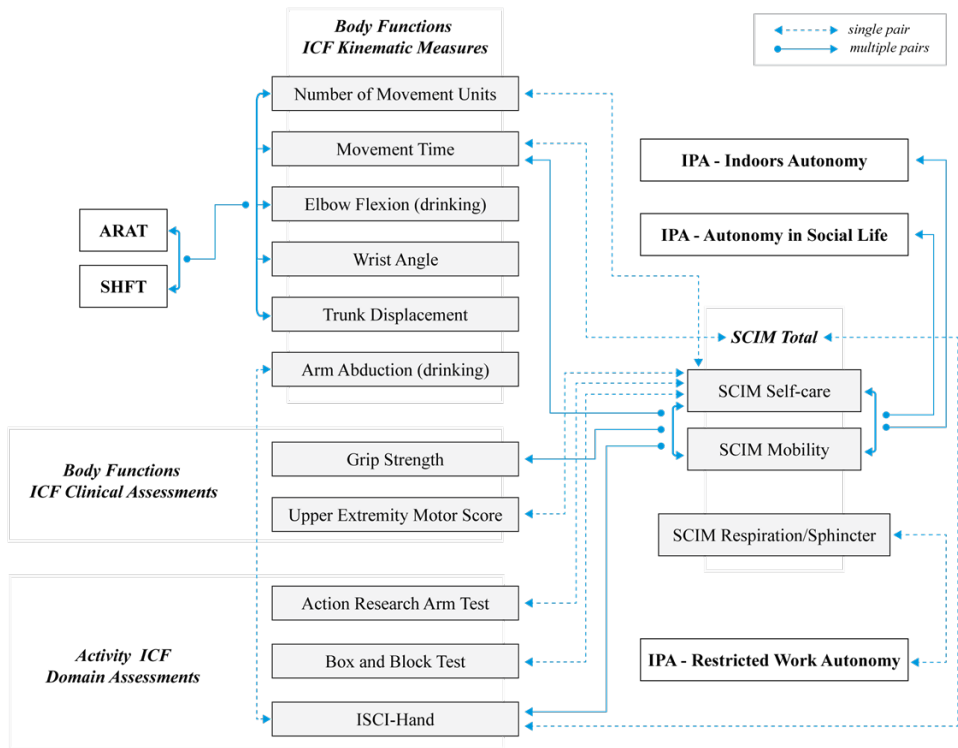 Body Functions
ICF Kinematic Measures
single pair
multiple pairs
Number of Movement Units
Movement Time
IPA - Indoors Autonomy
Elbow Flexion (drinking)
ARAT
IPA - Autonomy in Social Life
Wrist Angle
SHFT
Trunk Displacement
SCIM Total
Arm Abduction (drinking)
SCIM Self-care
SCIM Mobility
Body Functions
ICF Clinical Assessments
Grip Strength
Upper Extremity Motor Score
SCIM Respiration/Sphincter
Action Research Arm Test
Activity ICF
Domain Assessments
Box and Block Test
IPA - Restricted Work Autonomy
ISCI-Hand